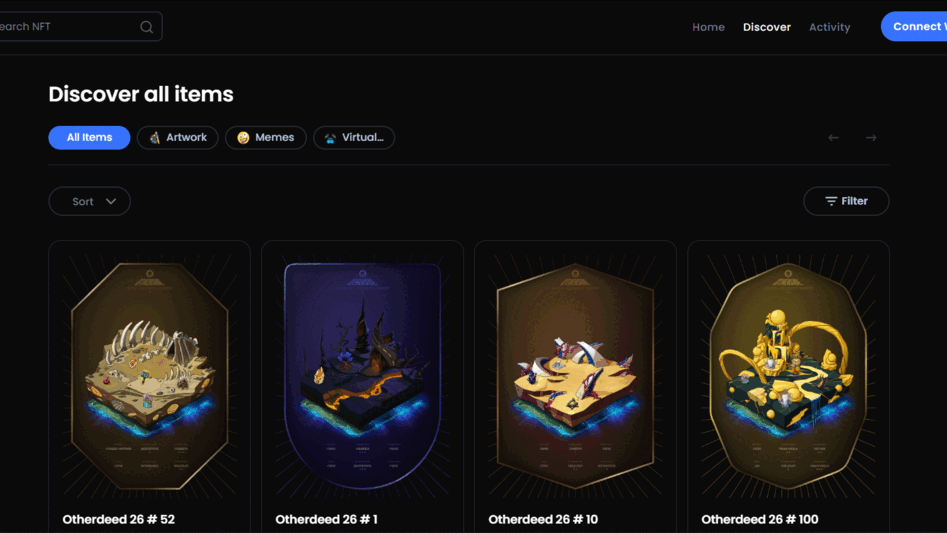 earch NFT
Home Discover Activity Connect
Discover all items
All Items Artwork Memes Virtual...
Sort Filter
Otherdeed 26 # 52 Otherdeed 26 # 1 Otherdeed 26 # 10 Otherdeed 26 # 100